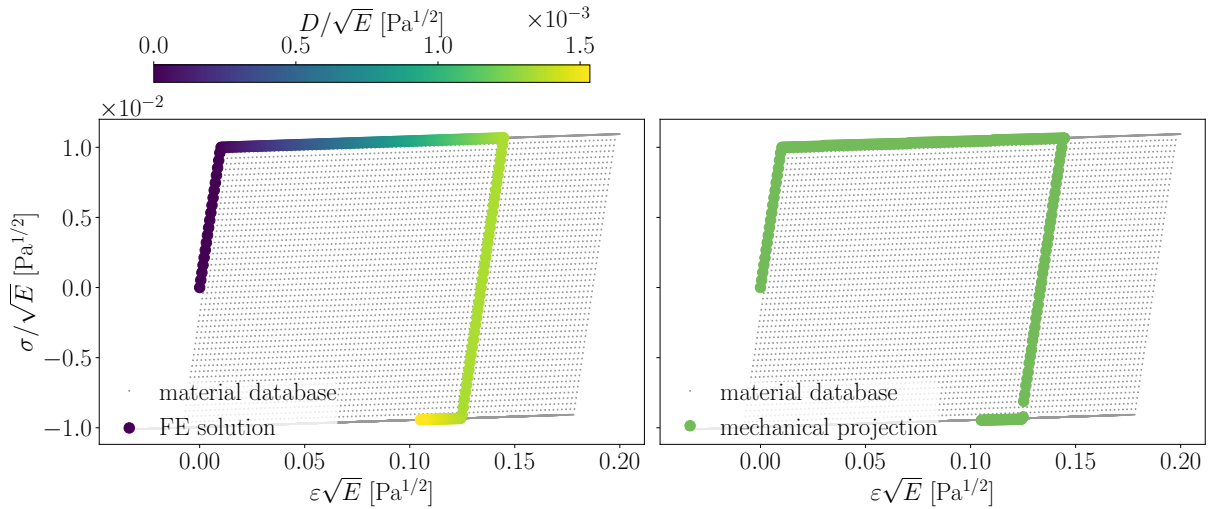 D/√E [Pa^1/2] ×10^−3
0.0 0.5 1.0 1.5
×10^−2
1.0
0.5
0.0
−0.5
−1.0
σ/√E [Pa^1/2]
material database
FE solution
0.00 0.05 0.10 0.15 0.20
ε√E [Pa^1/2]
material database
mechanical projection
0.00 0.05 0.10 0.15 0.20
ε√E [Pa^1/2]